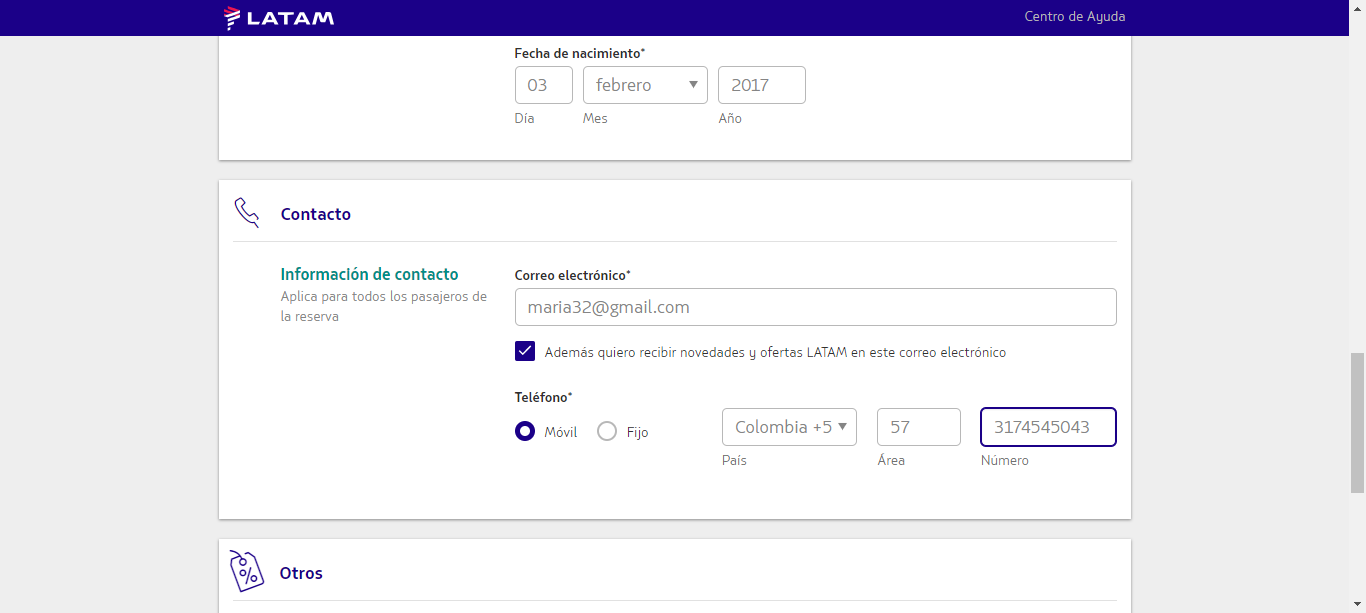 LATAM
Centro de Ayuda
Fecha de nacimiento*
03 febrero 2017
Día Mes Año
Contacto
Información de contacto
Aplica para todos los pasajeros de
la reserva
Correo electrónico*
maria32@gmail.com
Además quiero recibir novedades y ofertas LATAM en este correo electrónico
Teléfono*
Móvil Fijo
Colombia +5 57 3174545043
País Área Número
% Otros